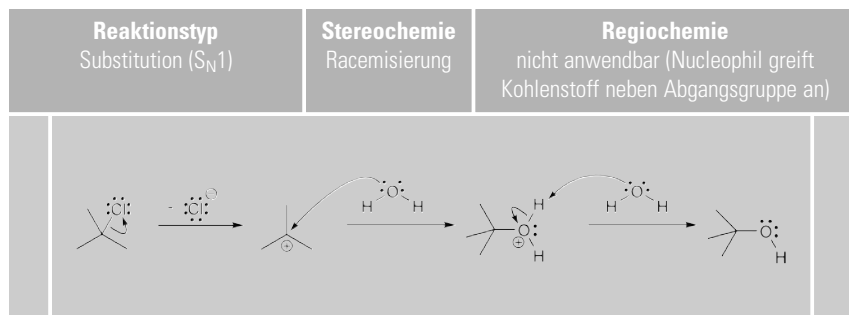 Reaktionstyp
Substitution (SN1)
Stereochemie
Racemisierung
Regiochemie
nicht anwendbar (Nucleophil greift
Kohlenstoff neben Abgangsgruppe an)
Cl
- Cl ⊖
⊕
O
H H
H
O
⊕
H
O
H H
O
H